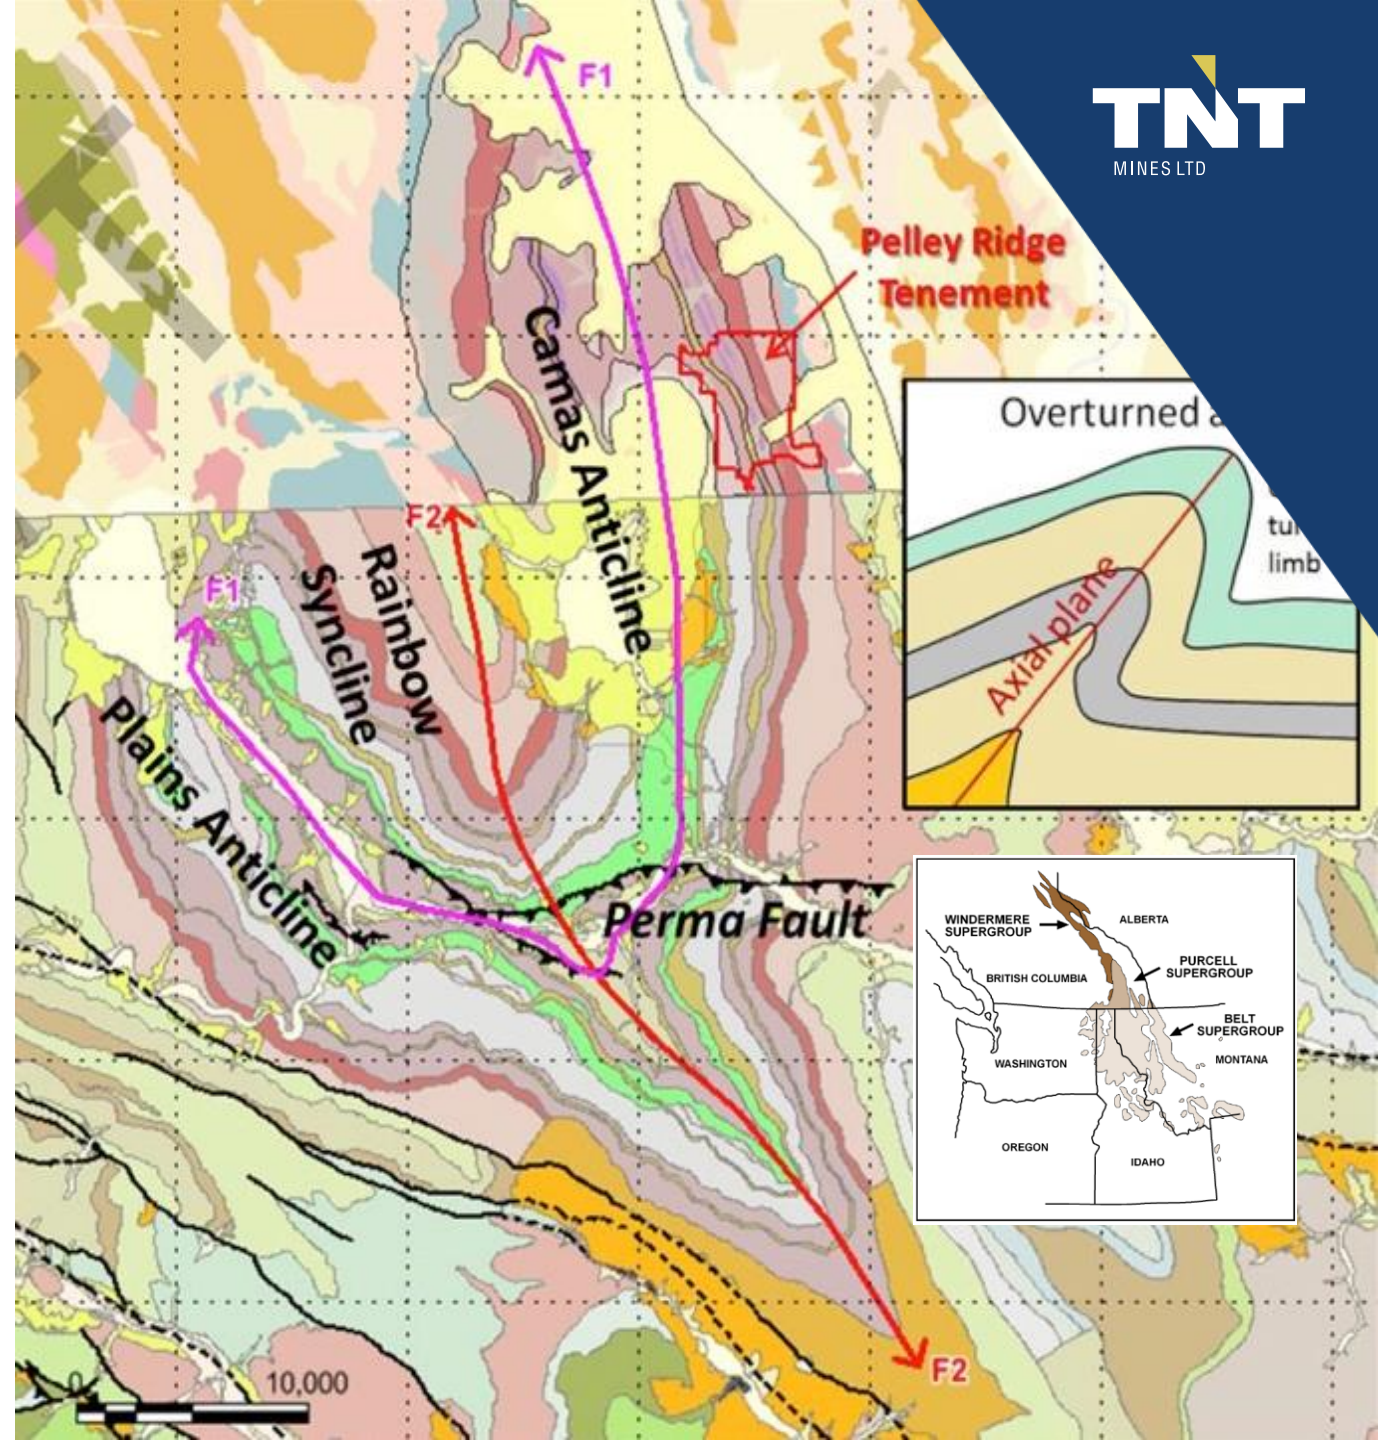 TNT
MINES LTD
F1
Pelley Ridge
Tenement
Camas Anticline
Overturned
limb
Axial plane
F2
F1
Rainbow
Syncline
Plains Anticline
Perma Fault
WINDERMERE
SUPERGROUP
ALBERTA
PURCELL
SUPERGROUP
BRITISH COLUMBIA
BELT
SUPERGROUP
WASHINGTON
MONTANA
OREGON
IDAHO
F2
0
10,000